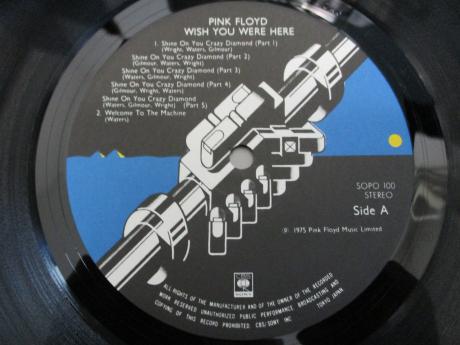 PINK FLOYD
WISH YOU WERE HERE
1. Shine On You Crazy Diamond (Part 1)
(Wright, Waters, Gilmour)
Shine On You Crazy Diamond (Part 2)
(Gilmour, Waters, Wright)
Shine On You Crazy Diamond (Part 3)
(Waters, Gilmour, Wright)
Shine On You Crazy Diamond (Part 4)
(Gilmour, Wright, Waters)
Shine On You Crazy Diamond
(Waters, Gilmour, Wright) (Part 5)
2. Welcome To The Machine
(Waters)
SOPO 100
STEREO
Side A
℗ 1975 Pink Floyd Music Limited
ALL RIGHTS OF THE MANUFACTURER AND OF THE OWNER OF THE RECORDED
WORK RESERVED UNAUTHORIZED PUBLIC PERFORMANCE, BROADCASTING AND
COPYING OF THIS RECORD PROHIBITED. CBS/SONY INC. TOKYO JAPAN